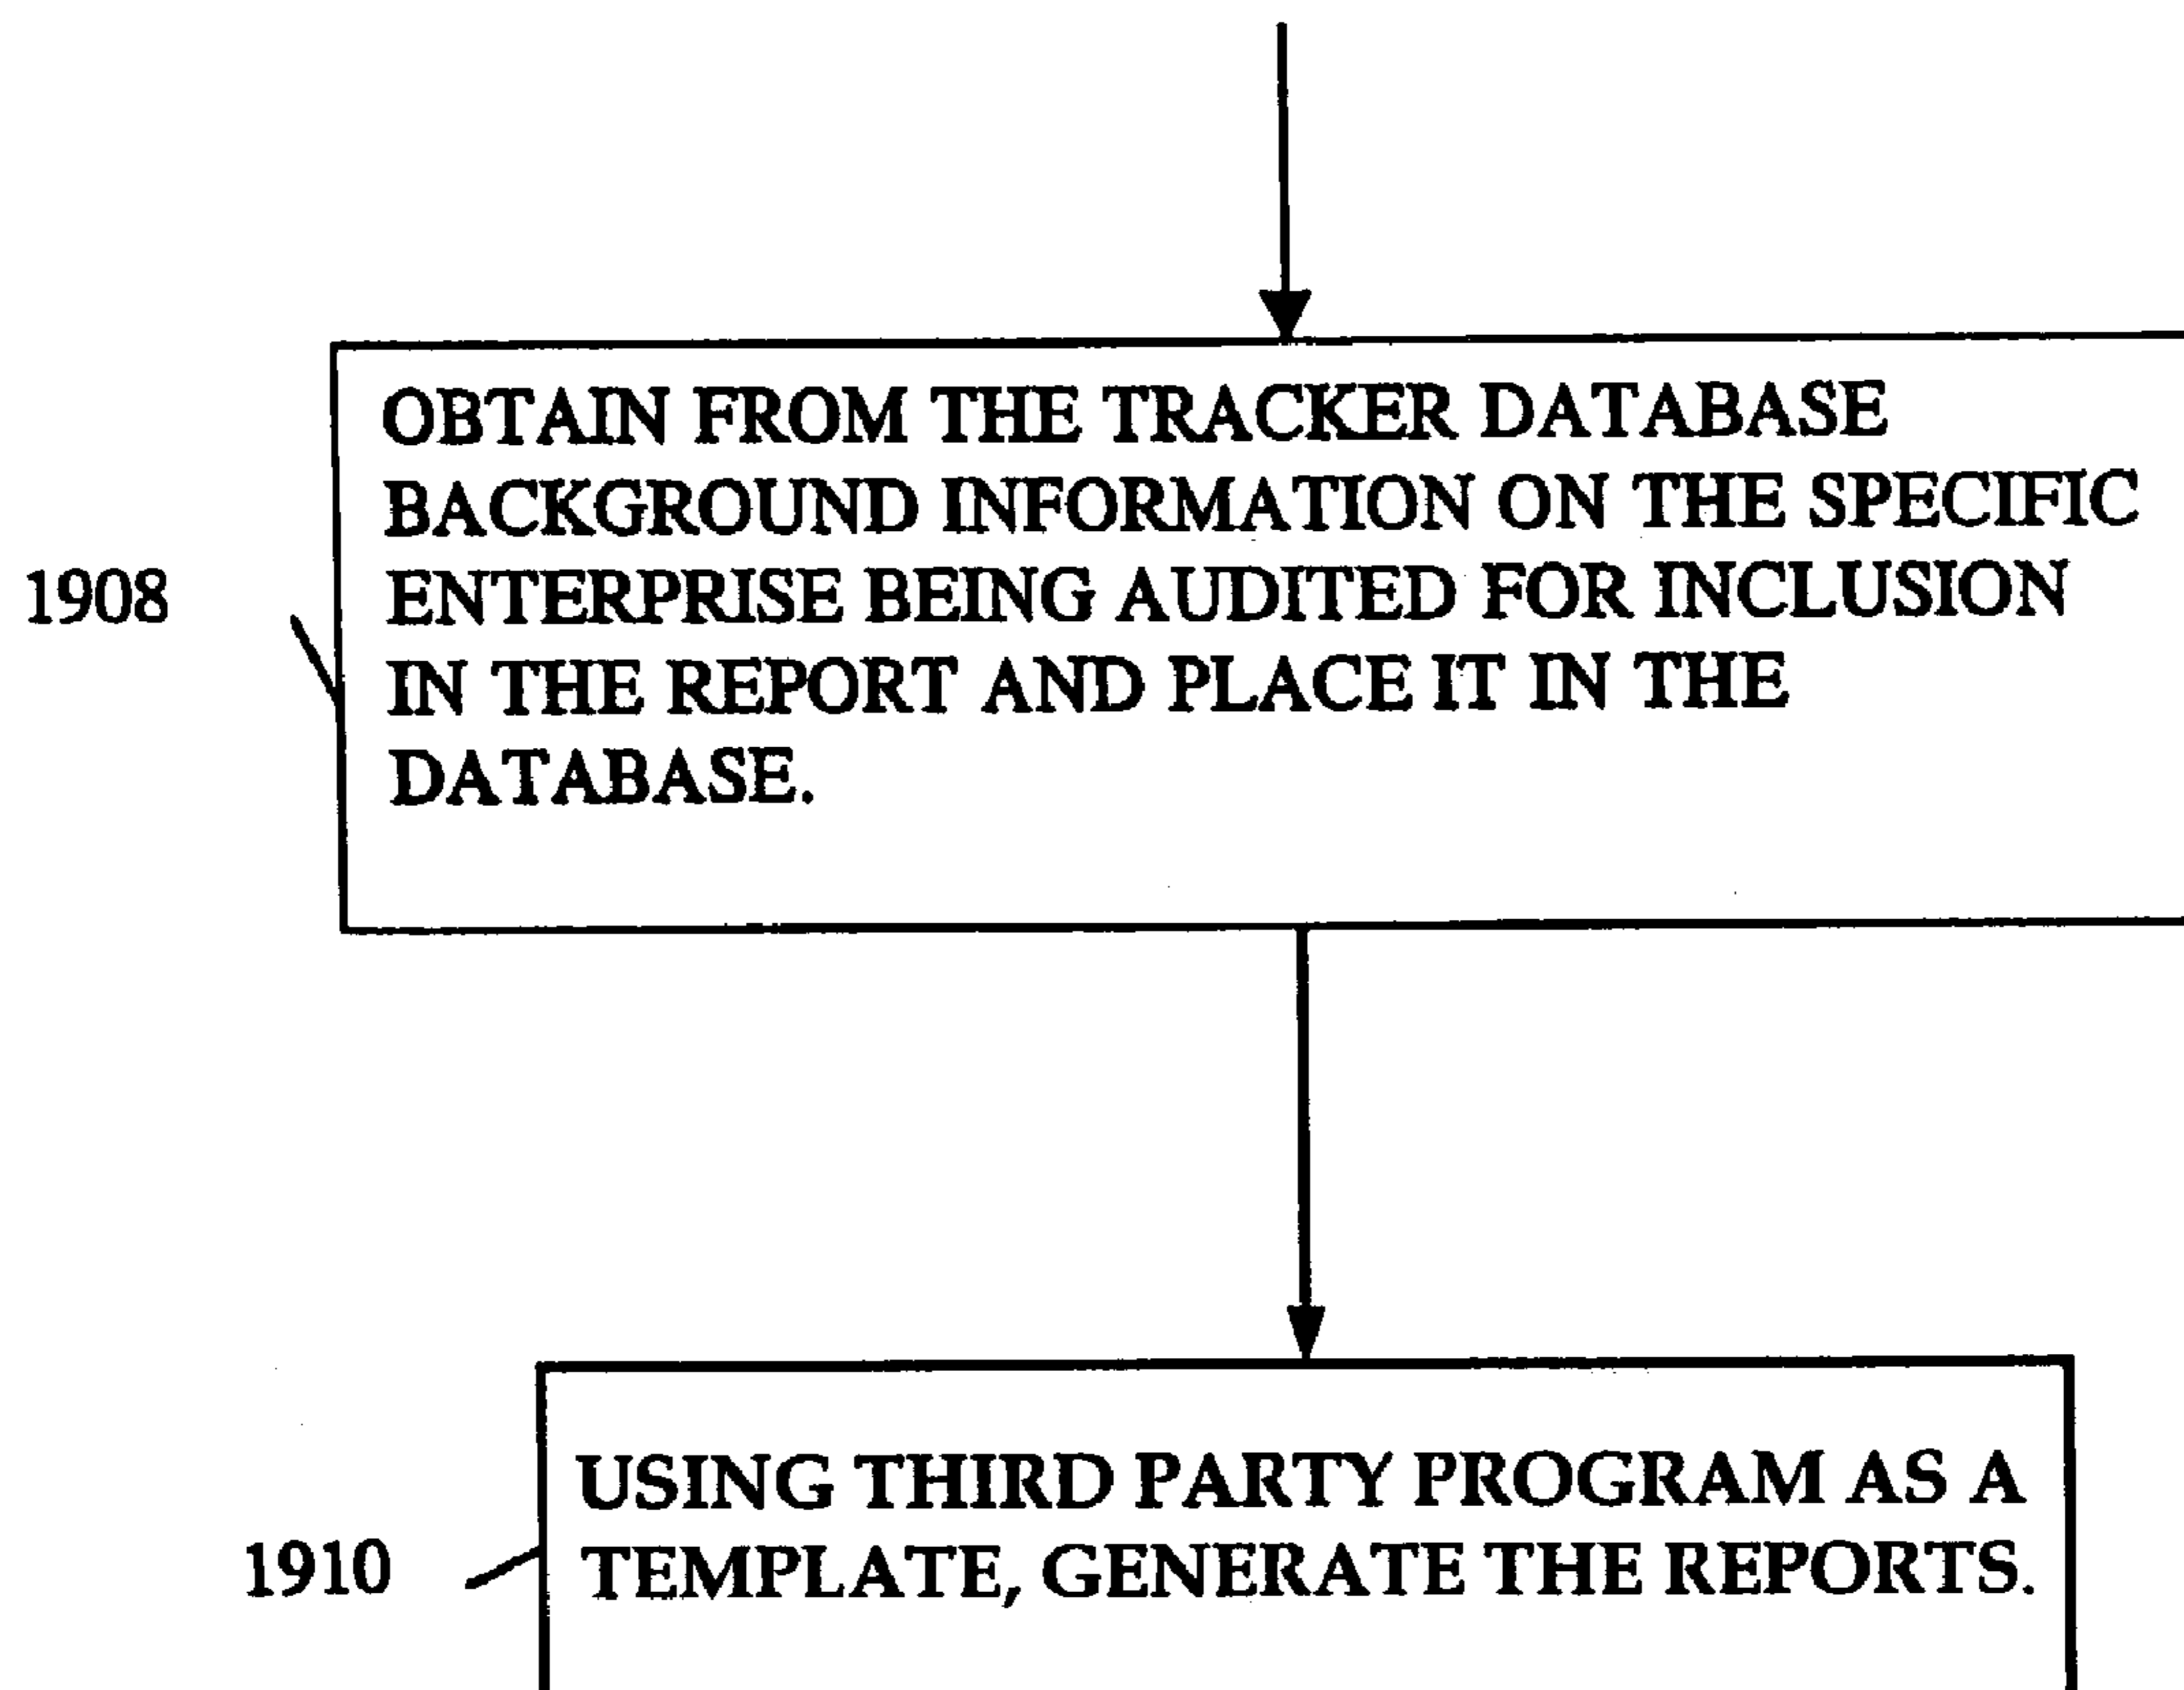 OBTAIN FROM THE TRACKER DATABASE
BACKGROUND INFORMATION ON THE SPECIFIC
ENTERPRISE BEING AUDITED FOR INCLUSION
IN THE REPORT AND PLACE IT IN THE
DATABASE.
1908
USING THIRD PARTY PROGRAM AS A
TEMPLATE, GENERATE THE REPORTS.
1910